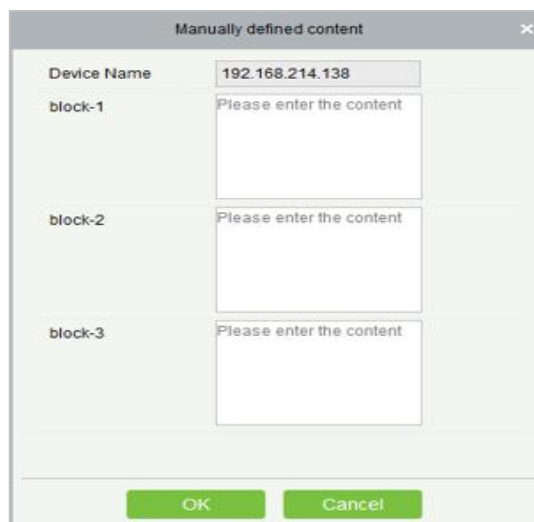 Manually defined content
Device Name 192.168.214.138
block-1 Please enter the content
block-2 Please enter the content
block-3 Please enter the content
OK Cancel